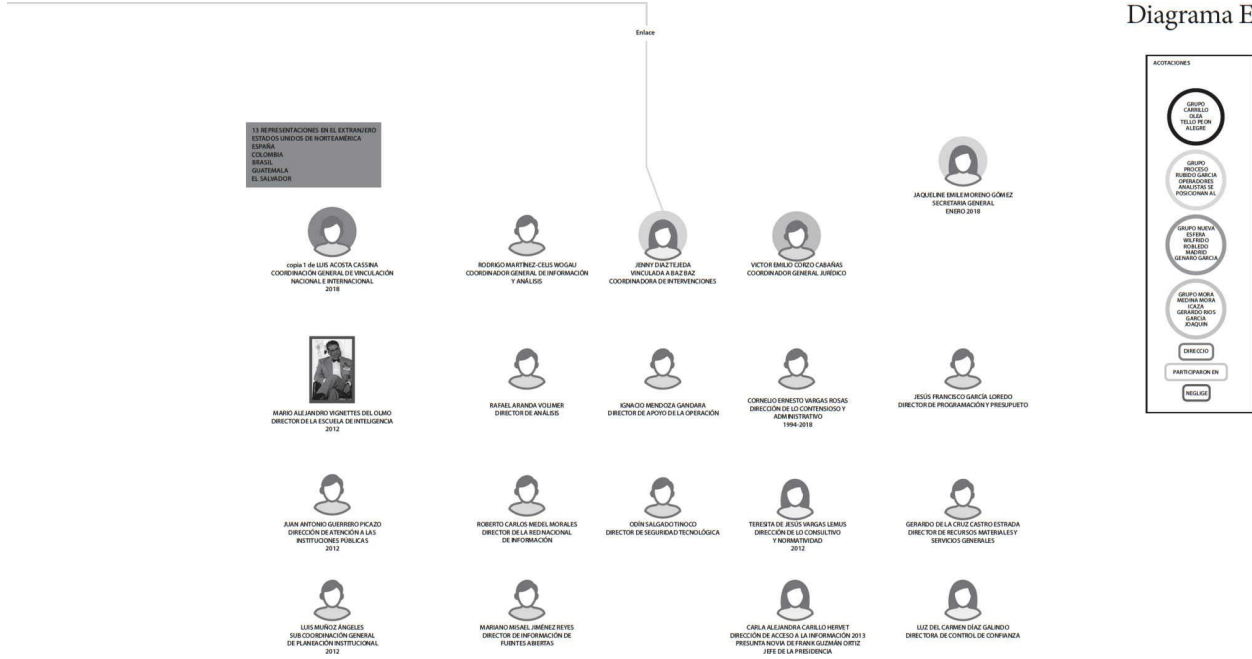 Diagrama E
Enlace
ACOTACIONES
GRUPO
CARRILLO
OLEA
TELLO PEON
ALEGRE
GRUPO
PROCESO
RUBIDO GARCIA
OPERADORES
ANALISTAS SE
POSICIONAN AL
GRUPO NUEVA
ESFERA
WILFRIDO
ROBLEDO
MADRID
GENARO GARCIA
GRUPO MORA
MEDINA MORA
ICAZA
GERARDO RIOS
GARCIA
JOAQUIN
DIRECCIO
PARTICIPARON EN
NEGLIGE
13 REPRESENTACIONES EN EL EXTRANJERO
ESTADOS UNIDOS DE NORTEAMÉRICA
ESPAÑA
COLOMBIA
BRASIL
GUATEMALA
EL SALVADOR
JAQUELINE EMILE MORENO GÓMEZ
SECRETARIA GENERAL
ENERO 2018
copia 1 de LUIS ACOSTA CASSINA
COORDINACIÓN GENERAL DE VINCULACIÓN
NACIONAL E INTERNACIONAL
2018
RODRIGO MARTÍNEZ-CELIS WOGAU
COORDINADOR GENERAL DE INFORMACIÓN
Y ANÁLISIS
JENNY DIAZ TEJEDA
VINCULADA A BAZ BAZ
COORDINADORA DE INTERVENCIONES
VICTOR EMILIO CORZO CABAÑAS
COORDINADOR GENERAL JURÍDICO
MARIO ALEJANDRO VIGNETTES DEL OLMO
DIRECTOR DE LA ESCUELA DE INTELIGENCIA
2012
RAFAEL ARANDA VOLIMER
DIRECTOR DE ANÁLISIS
IGNACIO MENDOZA GANDARA
DIRECTOR DE APOYO DE LA OPERACIÓN
CORNELIO ERNESTO VARGAS ROSAS
DIRECCIÓN DE LO CONTENSIOSO Y
ADMINISTRATIVO
1994-2018
JESÚS FRANCISCO GARCÍA LOREDO
DIRECTOR DE PROGRAMACIÓN Y PRESUPUETO
JUAN ANTONIO GUERRERO PICAZO
DIRECCIÓN DE ATENCIÓN A LAS
INSTITUCIONES PÚBLICAS
2012
ROBERTO CARLOS MEDEL MORALES
DIRECTOR DE LA RED NACIONAL
DE INFORMACIÓN
ODÍN SALGADO TINOCO
DIRECTOR DE SEGURIDAD TECNOLÓGICA
TERESITA DE JESÚS VARGAS LEMUS
DIRECCIÓN DE LO CONSULTIVO
Y NORMATIVIDAD
2012
GERARDO DE LA CRUZ CASTRO ESTRADA
DIRECTOR DE RECURSOS MATERIALES Y
SERVICIOS GENERALES
LUIS MUÑOZ ÁNGELES
SUB COORDINACIÓN GENERAL
DE PLANEACIÓN INSTITUCIONAL
2012
MARIANO MISAEL JIMÉNEZ REYES
DIRECTOR DE INFORMACIÓN DE
FUENTES ABIERTAS
CARLA ALEJANDRA CARILLO HERVET
DIRECCIÓN DE ACCESO A LA INFORMACIÓN 2013
PRESUNTA NOVIA DE FRANK GUZMÁN ORTIZ
JEFE DE LA PRESIDENCIA
LUZ DEL CARMEN DÍAZ GALINDO
DIRECTORA DE CONTROL DE CONFIANZA